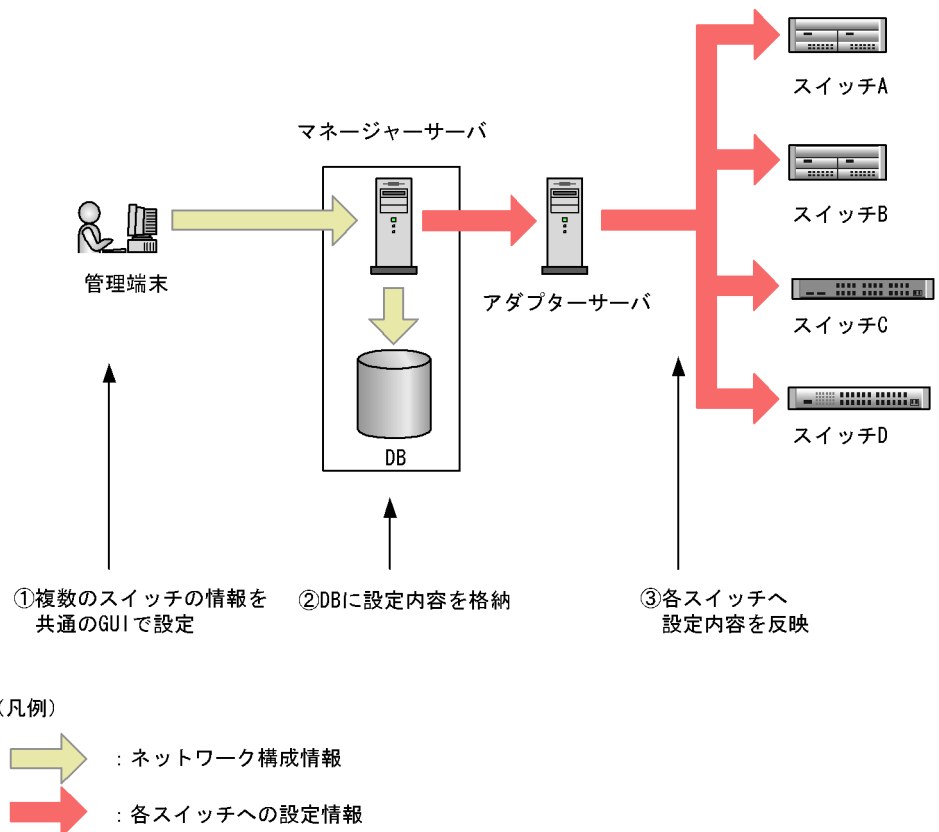 スイッチA
マネージャーサーバ
スイッチB
管理端末
アダプターサーバ
スイッチC
スイッチD
DB
①複数のスイッチの情報を
共通のGUIで設定
②DBに設定内容を格納
③各スイッチへ
設定内容を反映
(凡例)
：ネットワーク構成情報
：各スイッチへの設定情報